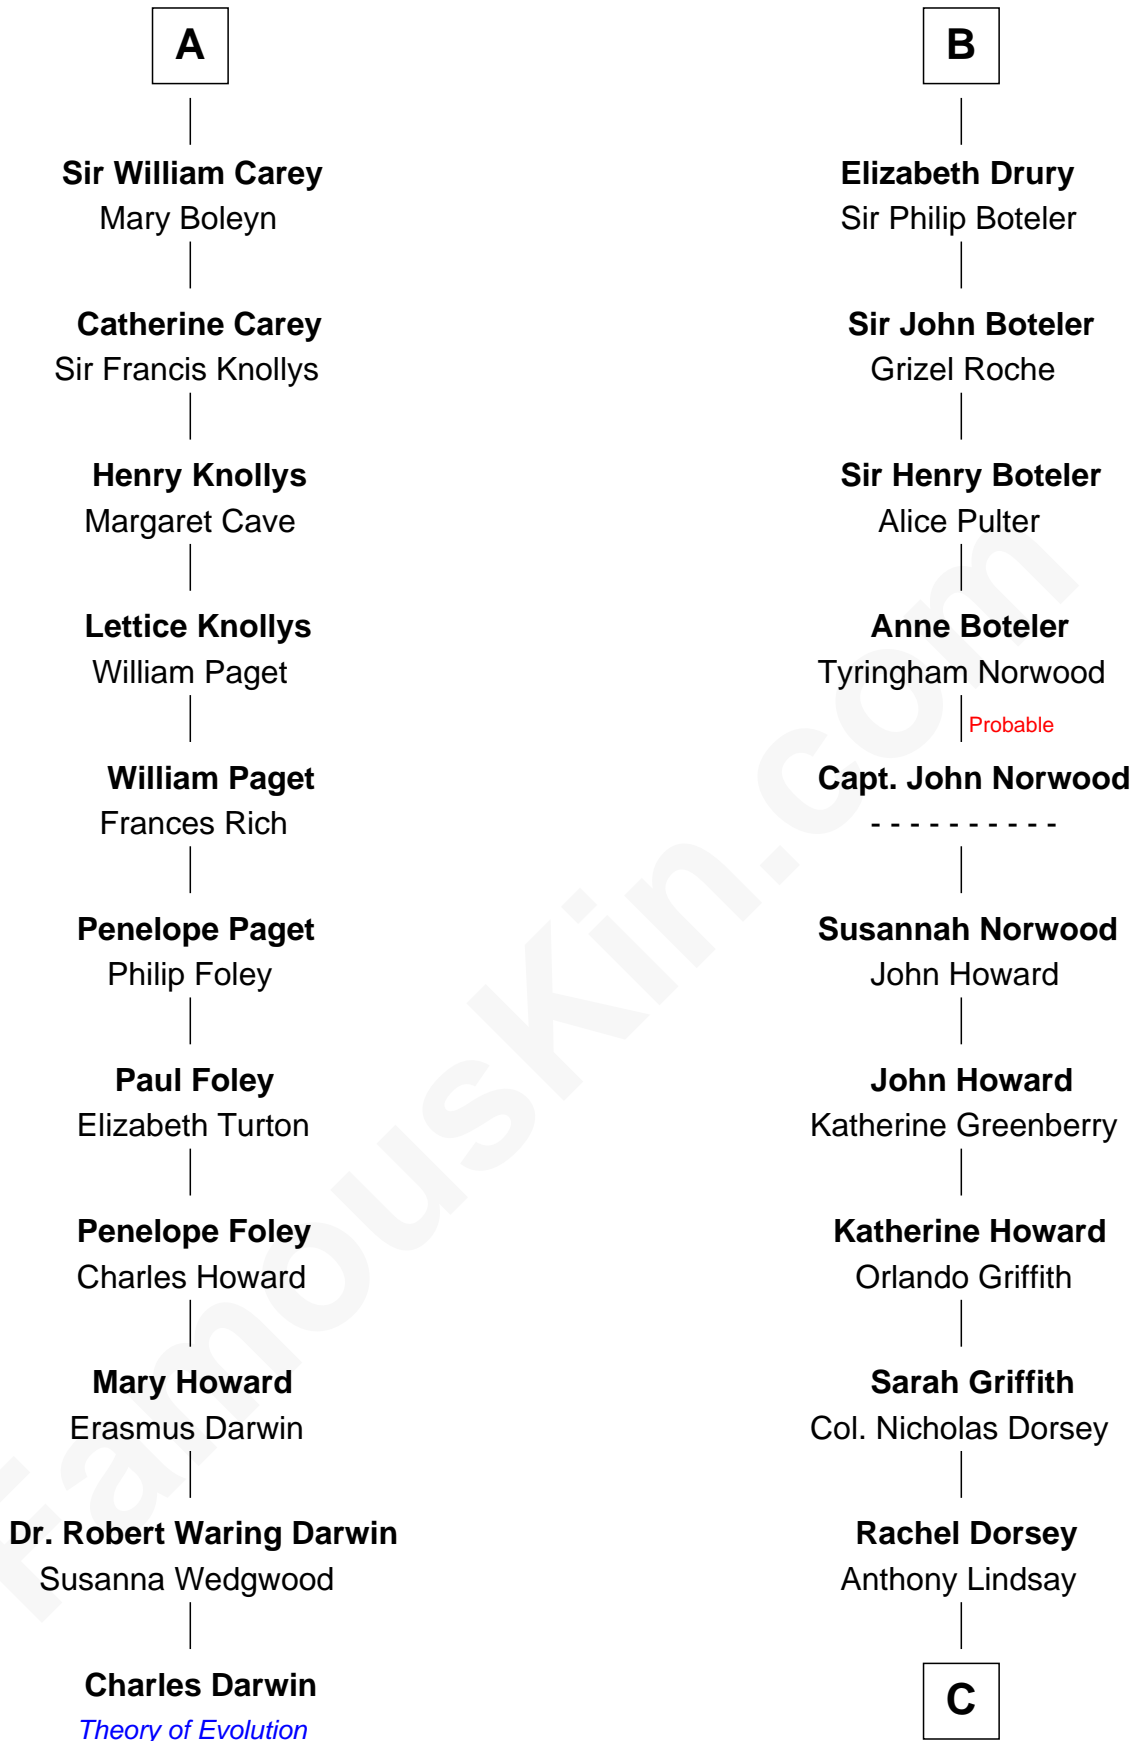 A
Sir William Carey
Mary Boleyn
Catherine Carey
Sir Francis Knollys
Henry Knollys
Margaret Cave
Lettice Knollys
William Paget
William Paget
Frances Rich
Penelope Paget
Philip Foley
Paul Foley
Elizabeth Turton
Penelope Foley
Charles Howard
Mary Howard
Erasmus Darwin
Dr. Robert Waring Darwin
Susanna Wedgwood
Charles Darwin
Theory of Evolution
B
Elizabeth Drury
Sir Philip Boteler
Sir John Boteler
Grizel Roche
Sir Henry Boteler
Alice Pulter
Anne Boteler
Tyringham Norwood
Probable
Capt. John Norwood
- - - - - - - - - -
Susannah Norwood
John Howard
John Howard
Katherine Greenberry
Katherine Howard
Orlando Griffith
Sarah Griffith
Col. Nicholas Dorsey
Rachel Dorsey
Anthony Lindsay
C
FamousKin.com